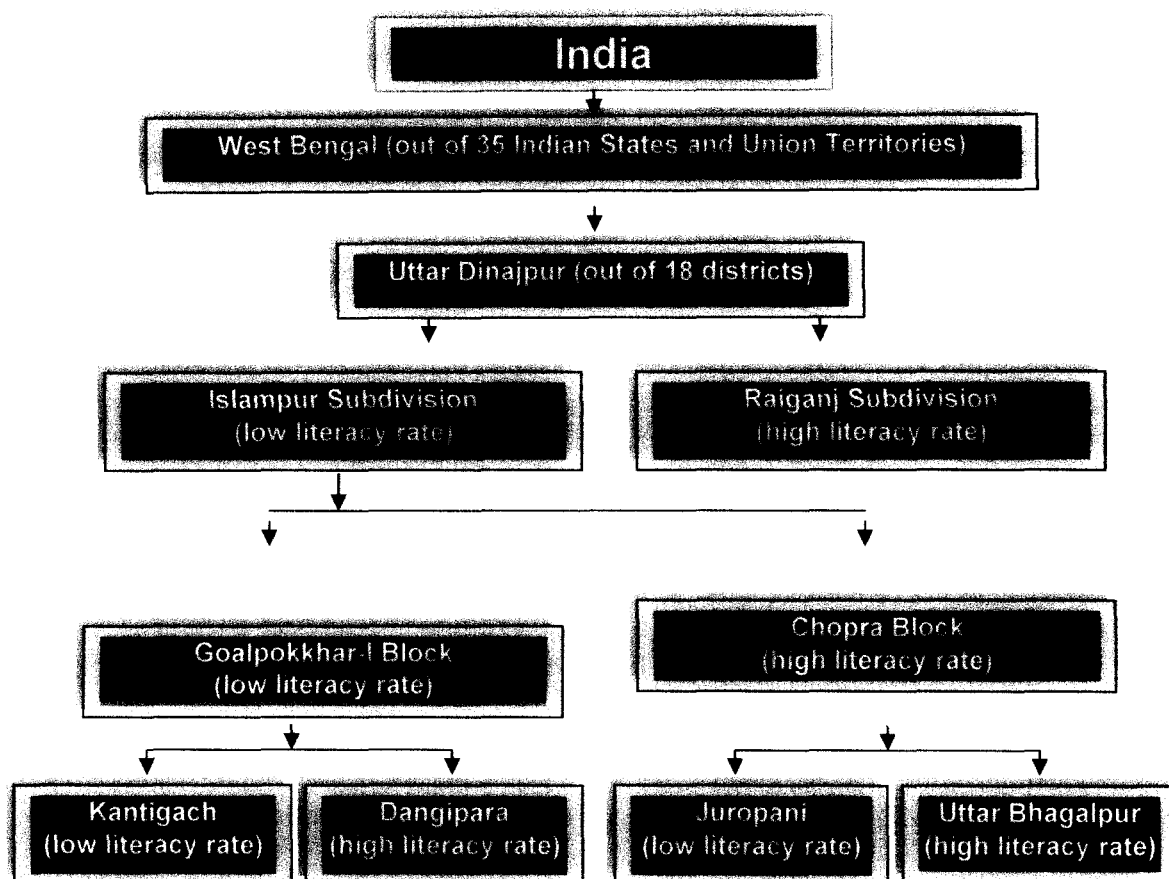 India
West Bengal (out of 35 Indian States and Union Territories)
Uttar Dinajpur (out of 18 districts)
Islampur Subdivision
(low literacy rate)
Raiganj Subdivision
(high literacy rate)
Goalpokkhar-I Block
(low literacy rate)
Chopra Block
(high literacy rate)
Kantigach
(low literacy rate)
Dangipara
(high literacy rate)
Juropani
(low literacy rate)
Uttar Bhagalpur
(high literacy rate)